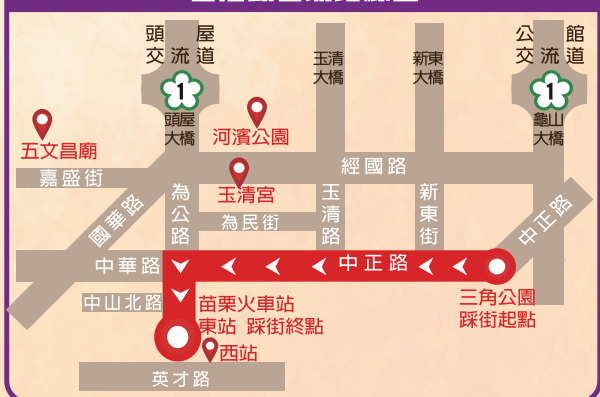 頭屋
交流道
1
頭屋
大橋
玉清
大橋
新東
大橋
公館
交流道
1
龜山
大橋
五文昌廟
河濱公園
嘉盛街
經國路
玉清宮
國華路
為公路
為民街
玉清路
新東街
中正路
中華路
中正路
中山北路
苗栗火車站
東站 踩街終點
西站
三角公園
踩街起點
英才路